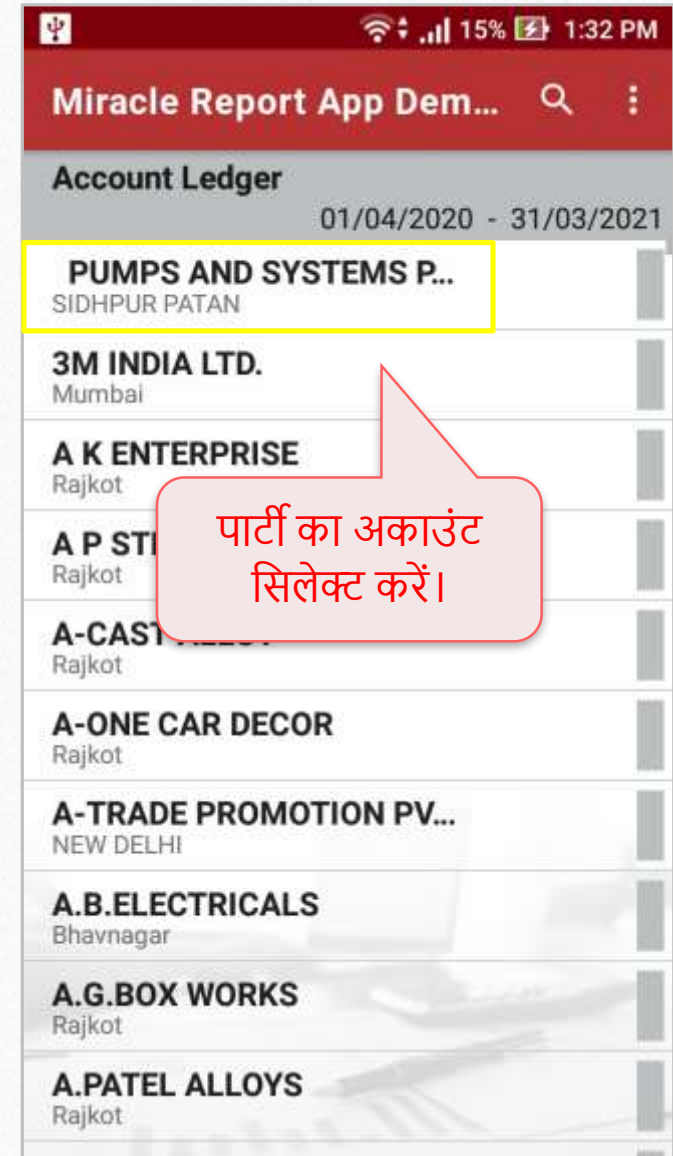 15% 1:32 PM
Miracle Report App Dem...
Account Ledger
01/04/2020 - 31/03/2021
PUMPS AND SYSTEMS P...
SIDHPUR PATAN
3M INDIA LTD.
Mumbai
A K ENTERPRISE
Rajkot
पार्टी का अकाउंट
सिलेक्ट करें।
A P
Rajkot
A-CAST
Rajkot
A-ONE CAR DECOR
Rajkot
A-TRADE PROMOTION PV...
NEW DELHI
A.B.ELECTRICALS
Bhavnagar
A.G.BOX WORKS
Rajkot
A.PATEL ALLOYS
Rajkot